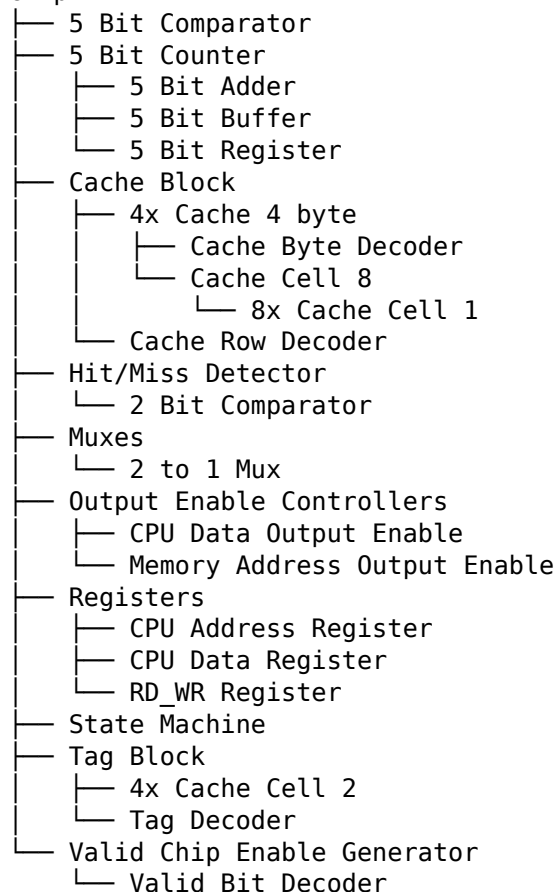 ├── 5 Bit Comparator
├── 5 Bit Counter
│   ├── 5 Bit Adder
│   ├── 5 Bit Buffer
│   └── 5 Bit Register
├── Cache Block
│   ├── 4x Cache 4 byte
│   │   ├── Cache Byte Decoder
│   │   └── Cache Cell 8
│   │       └── 8x Cache Cell 1
│   └── Cache Row Decoder
├── Hit/Miss Detector
│   └── 2 Bit Comparator
├── Muxes
│   └── 2 to 1 Mux
├── Output Enable Controllers
│   ├── CPU Data Output Enable
│   └── Memory Address Output Enable
├── Registers
│   ├── CPU Address Register
│   ├── CPU Data Register
│   └── RD_WR Register
├── State Machine
├── Tag Block
│   ├── 4x Cache Cell 2
│   └── Tag Decoder
└── Valid Chip Enable Generator
    └── Valid Bit Decoder